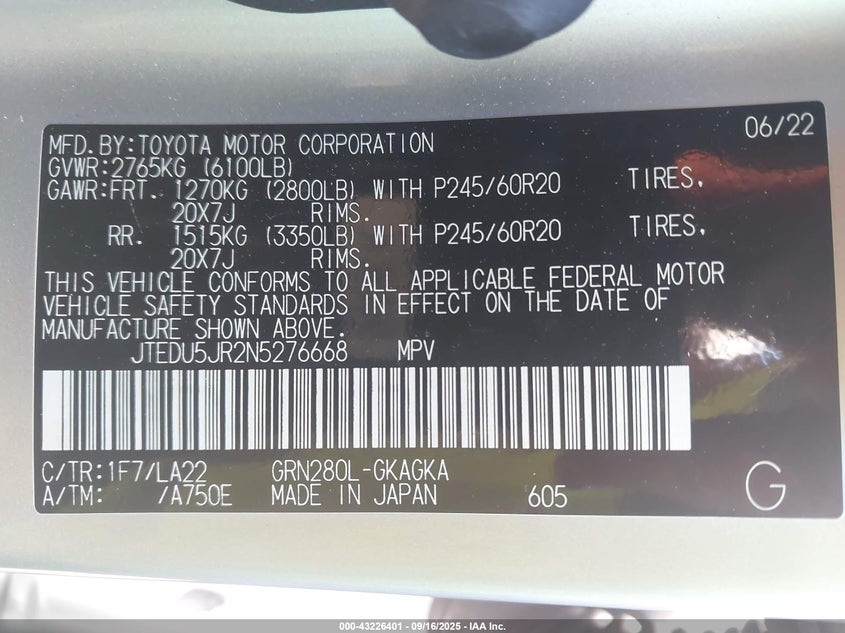 06/22
MFD.BY:TOYOTA MOTOR CORPORATION
GVWR:2765KG (6100LB)
GAWR:FRT. 1270KG (2800LB) WITH P245/60R20 TIRES,
20X7J RIMS.
RR. 1515KG (3350LB) WITH P245/60R20 TIRES,
20X7J RIMS.
THIS VEHICLE CONFORMS TO ALL APPLICABLE FEDERAL MOTOR
VEHICLE SAFETY STANDARDS IN EFFECT ON THE DATE OF
MANUFACTURE SHOWN ABOVE.
JTEDU5JR2N5276668 MPV
C/TR:1F7/LA22 GRN280L-GKAGKA
A/TM: /A750E MADE IN JAPAN 605 G
000-43226401 - 09/16/2025 - IAA Inc.